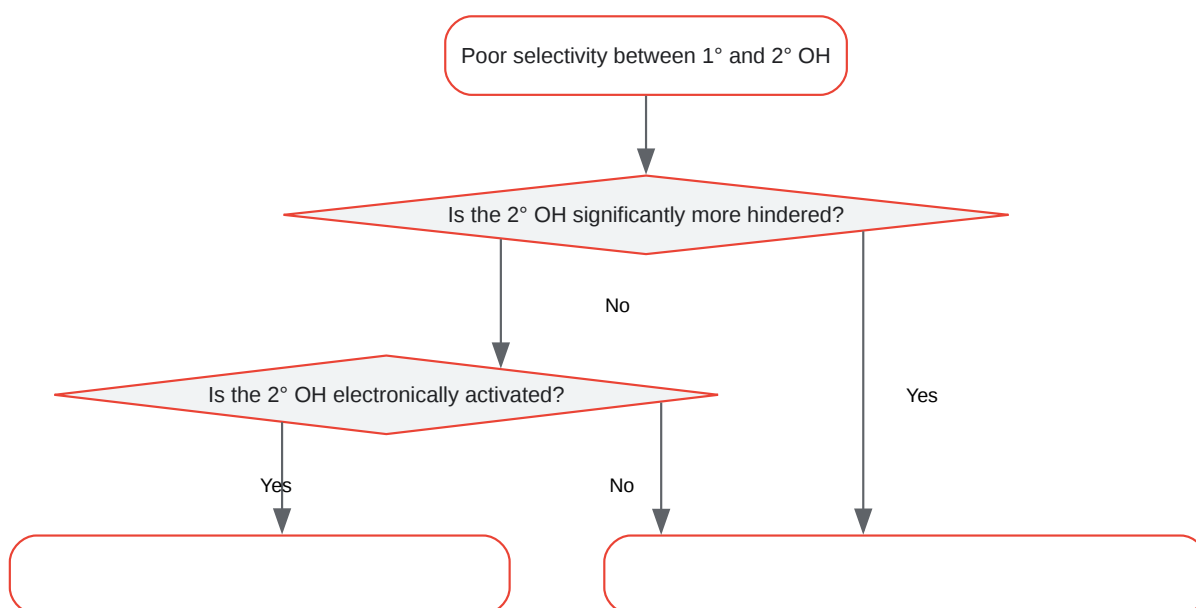 Poor selectivity between 1° and 2° OH
Is the 2° OH significantly more hindered?
No
Is the 2° OH electronically activated?
Yes
Yes
No